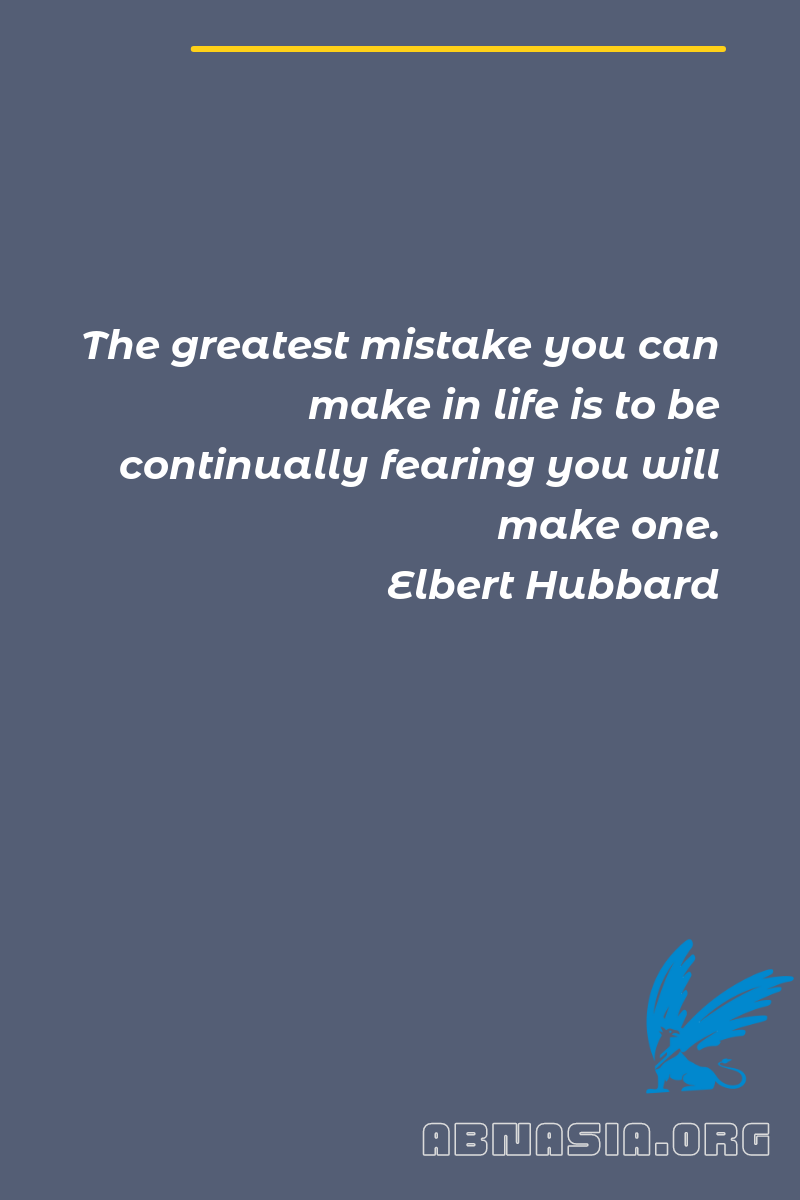 The greatest mistake you can
make in life is to be
continually fearing you will
make one.
Elbert Hubbard
ABNASIA.ORG